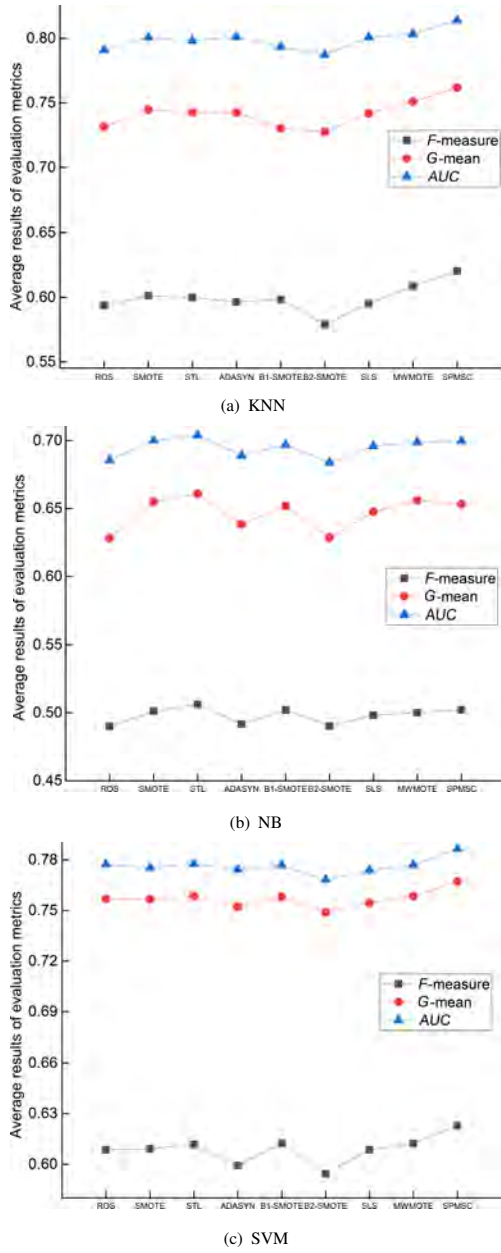 Average results of evaluation metrics
0.80
0.75
0.70
0.65
0.60
0.55
F-measure
G-mean
AUC
ROS SMOTE STL ADASYN B1-SMOTE B2-SMOTE SLS MWMOTE SPMSC
(a) KNN
Average results of evaluation metrics
0.70
0.65
0.60
0.55
0.50
0.45
F-measure
G-mean
AUC
ROS SMOTE STL ADASYN B1-SMOTE B2-SMOTE SLS MWMOTE SPMSC
(b) NB
Average results of evaluation metrics
0.78
0.75
0.72
0.69
0.66
0.63
0.60
F-measure
G-mean
AUC
ROS SMOTE STL ADASYN B1-SMOTE B2-SMOTE SLS MWMOTE SPMSC
(c) SVM